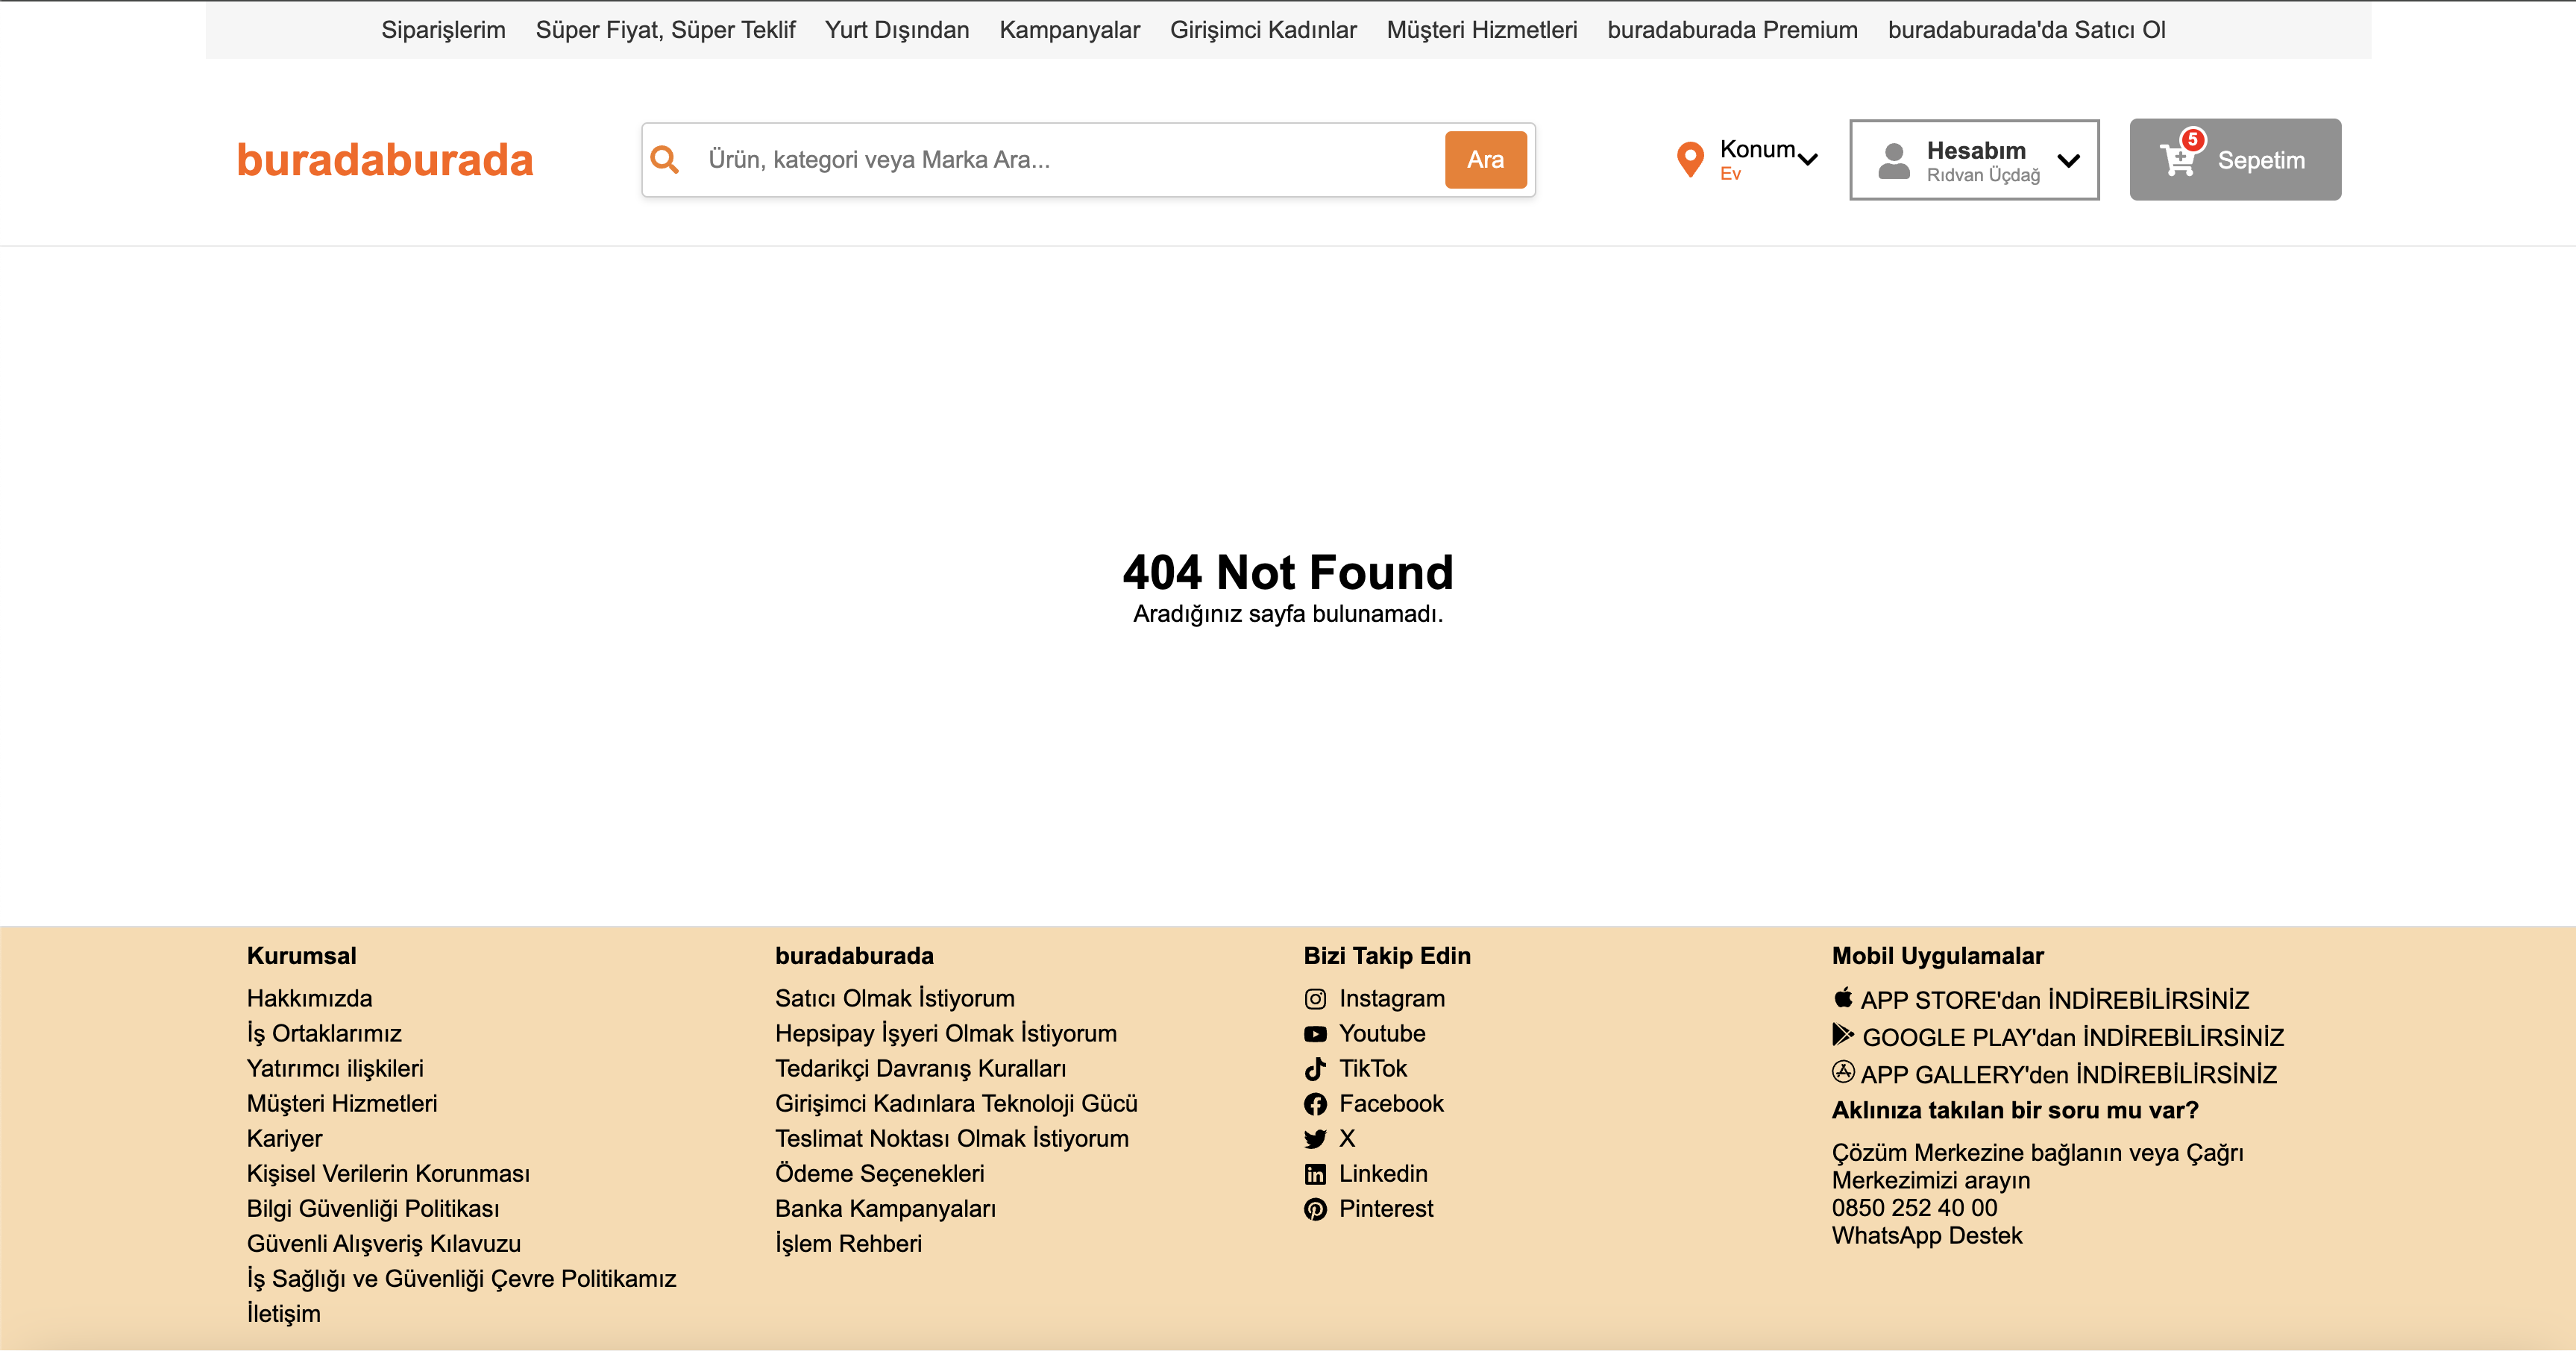 Siparişlerim Süper Fiyat, Süper Teklif Yurt Dışından Kampanyalar Girişimci Kadınlar Müşteri Hizmetleri buradaburada Premium buradaburada'da Satıcı Ol
buradaburada
Ürün, kategori veya Marka Ara...
Ara
Konum
Ev
Hesabım
Rıdvan Üçdağ
5
Sepetim
404 Not Found
Aradığınız sayfa bulunamadı.
Kurumsal
Hakkımızda
İş Ortaklarımız
Yatırımcı ilişkileri
Müşteri Hizmetleri
Kariyer
Kişisel Verilerin Korunması
Bilgi Güvenliği Politikası
Güvenli Alışveriş Kılavuzu
İş Sağlığı ve Güvenliği Çevre Politikamız
İletişim
buradaburada
Satıcı Olmak İstiyorum
Hepsipay İşyeri Olmak İstiyorum
Tedarikçi Davranış Kuralları
Girişimci Kadınlara Teknoloji Gücü
Teslimat Noktası Olmak İstiyorum
Ödeme Seçenekleri
Banka Kampanyaları
İşlem Rehberi
Bizi Takip Edin
Instagram
Youtube
TikTok
Facebook
X
Linkedin
Pinterest
Mobil Uygulamalar
APP STORE'dan İNDİREBİLİRSİNİZ
GOOGLE PLAY'dan İNDİREBİLİRSİNİZ
APP GALLERY'den İNDİREBİLİRSİNİZ
Aklınıza takılan bir soru mu var?
Çözüm Merkezine bağlanın veya Çağrı
Merkezimizi arayın
0850 252 40 00
WhatsApp Destek